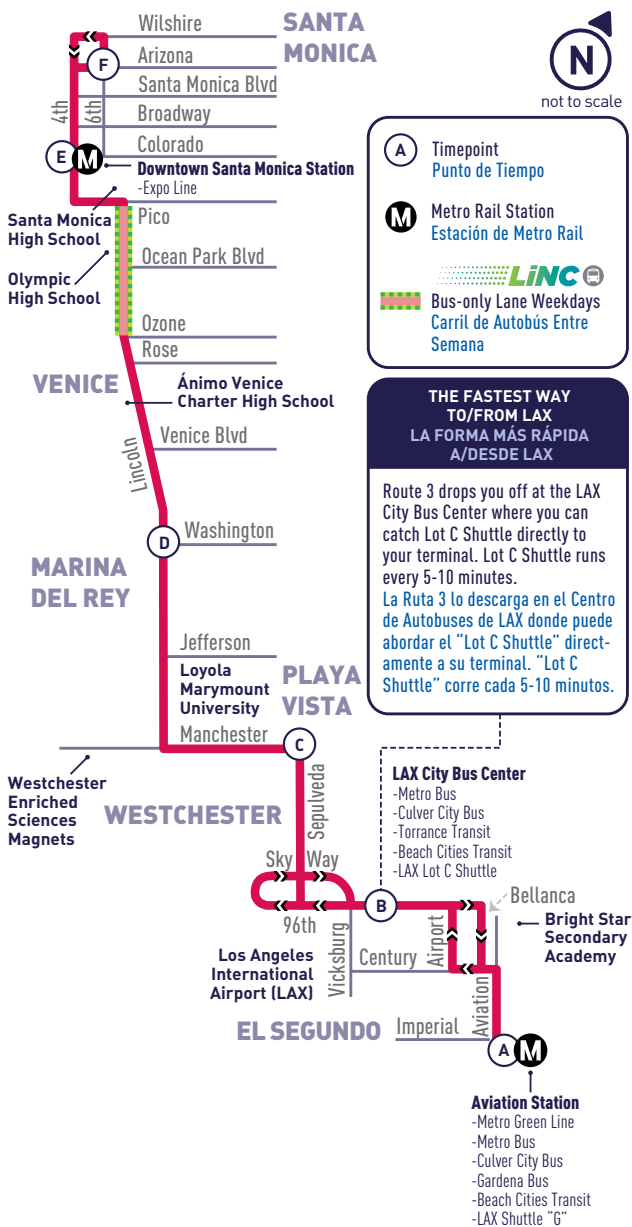 Wilshire
SANTA
MONICA
Arizona
F
Santa Monica Blvd
4th
6th
Broadway
Colorado
E
M
Downtown Santa Monica Station
-Expo Line
Santa Monica
High School
Pico
Olympic
High School
Ocean Park Blvd
Ozone
Rose
VENICE
Ánimo Venice
Charter High School
Venice Blvd
Lincoln
D
Washington
MARINA
DEL REY
Jefferson
Loyola
Marymount
University
PLAYA
VISTA
Manchester
C
Westchester
Enriched
Sciences
Magnets
WESTCHESTER
Sepulveda
Sky Way
96th
B
LAX City Bus Center
-Metro Bus
-Culver City Bus
-Torrance Transit
-Beach Cities Transit
-LAX Lot C Shuttle
Bellanca
Bright Star
Secondary
Academy
Los Angeles
International
Airport (LAX)
Vicksburg
Century
Airport
Aviation
EL SEGUNDO
Imperial
A
M
Aviation Station
-Metro Green Line
-Metro Bus
-Culver City Bus
-Gardena Bus
-Beach Cities Transit
-LAX Shuttle "G"
N
not to scale
A
Timepoint
Punto de Tiempo
M
Metro Rail Station
Estación de Metro Rail
LiNC
Bus-only Lane Weekdays
Carril de Autobús Entre
Semana
THE FASTEST WAY
TO/FROM LAX
LA FORMA MÁS RÁPIDA
A/DESDE LAX
Route 3 drops you off at the LAX
City Bus Center where you can
catch Lot C Shuttle directly to
your terminal. Lot C Shuttle runs
every 5-10 minutes.
La Ruta 3 lo descarga en el Centro
de Autobuses de LAX donde puede
abordar el “Lot C Shuttle” direct-
amente a su terminal. “Lot C
Shuttle” corre cada 5-10 minutos.